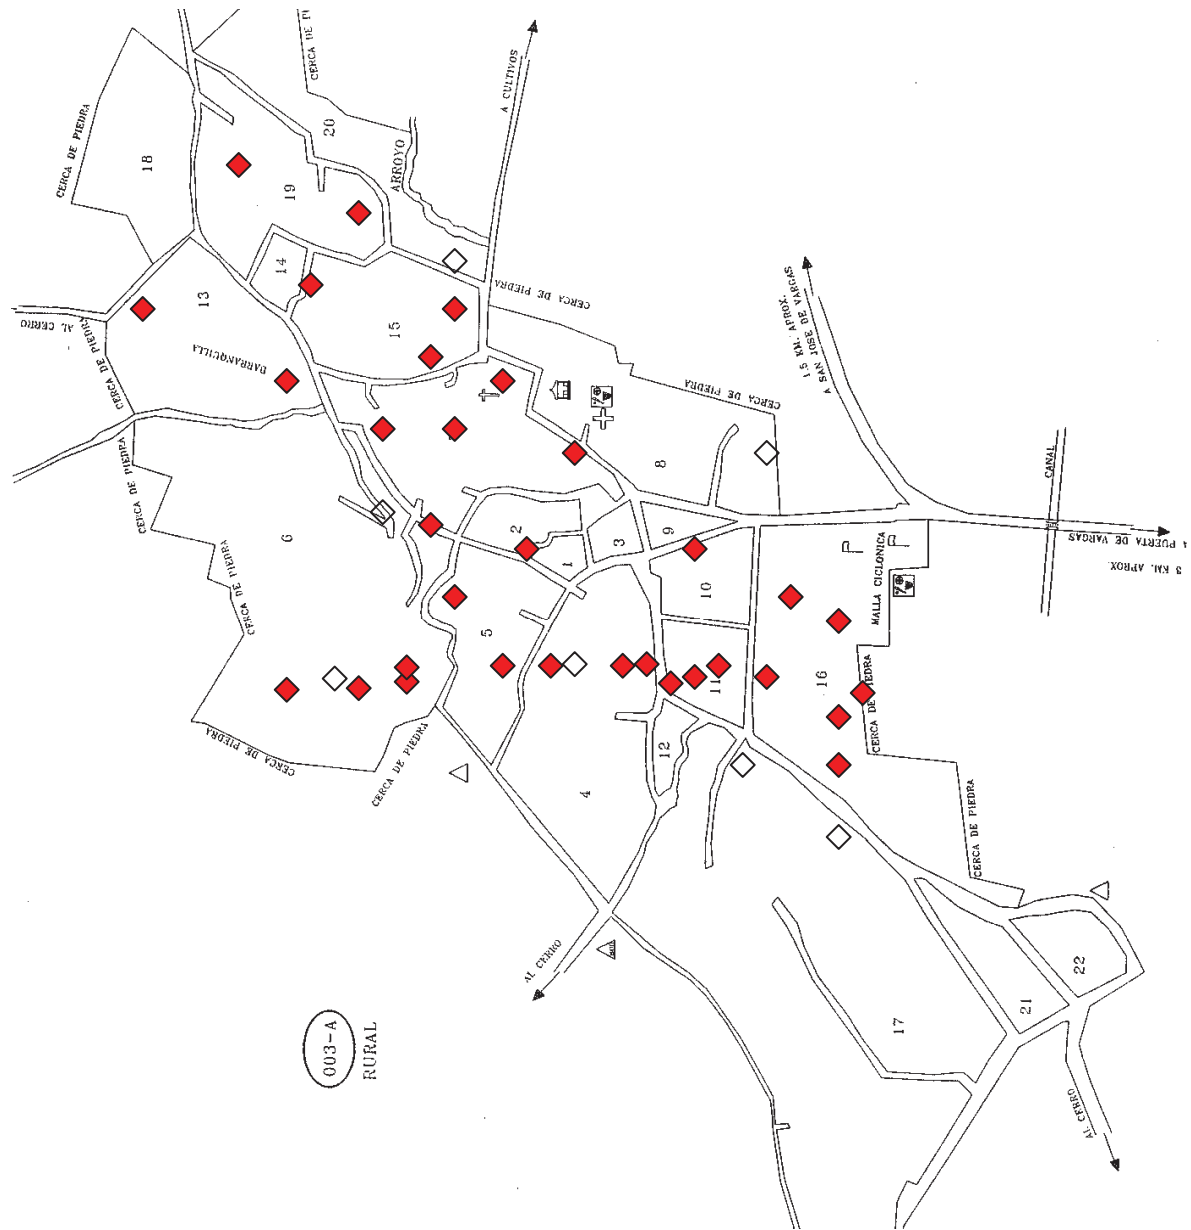 CERCA DE PIEDRA
18
CERCA DE PI
20
A CULTIVOS
ARROYO
19
14
13
AL CERRO
CERCA DE PIEDRA
15
CERCA DE PIEDRA
1.5 KM. APROX.
A SAN JOSE DE VARGAS
CERCA DE PIEDRA
8
CERCA DE PIEDRA
6
CERCA DE PIEDRA
2
1
3
9
10
CANAL
A PUERTA DE VARGAS
3 KM. APROX
MALLA CICLONICA
5
11
16
CERCA DE PIEDRA
12
4
CERCA DE PIEDRA
CERCA DE PIEDRA
CERCA DE PIEDRA
AL CERRO
17
21
22
AL CERRO
003-A
RURAL